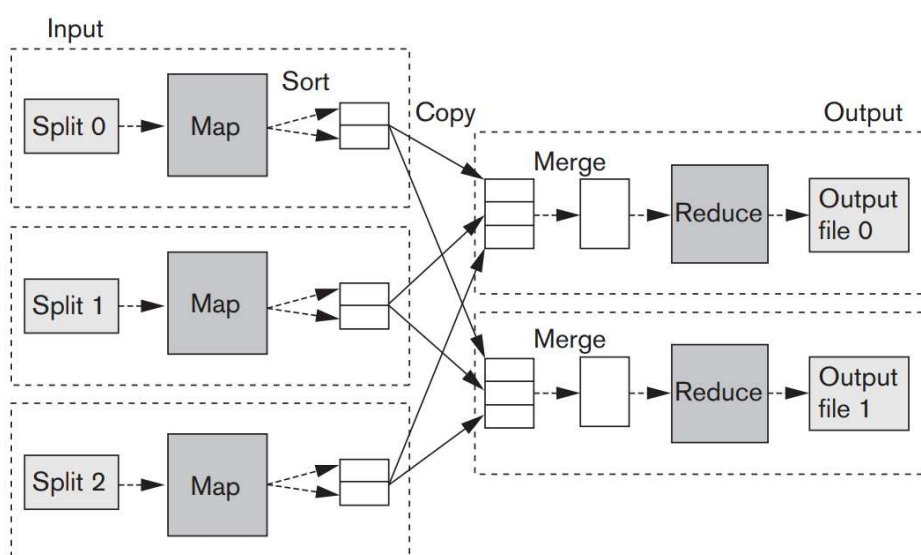 Input
Sort
Split 0
Map
Copy
Output
Merge
Reduce
Output
file 0
Split 1
Map
Merge
Reduce
Output
file 1
Split 2
Map